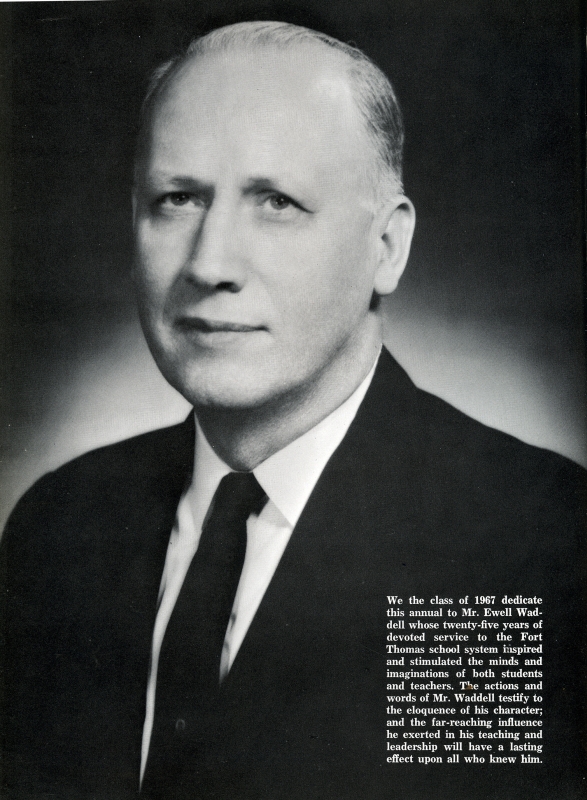 We the class of 1967 dedicate
this annual to Mr. Ewell Wad-
dell whose twenty-five years of
devoted service to the Fort
Thomas school system inspired
and stimulated the minds and
imaginations of both students
and teachers. The actions and
words of Mr. Waddell testify to
the eloquence of his character;
and the far-reaching influence
he exerted in his teaching and
leadership will have a lasting
effect upon all who knew him.